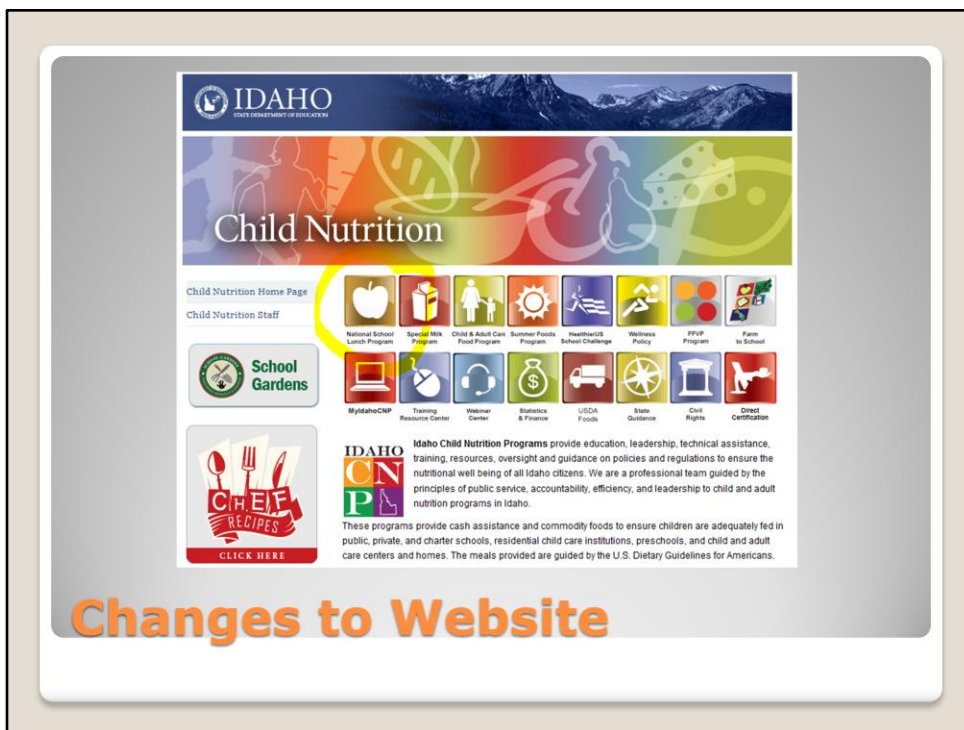 IDAHO
STATE DEPARTMENT OF EDUCATION
Child Nutrition
Child Nutrition Home Page
Child Nutrition Staff
School
Gardens
CHEF
RECIPES
CLICK HERE
National School
Lunch Program
Special Milk
Program
Child & Adult Care
Food Program
Summer Foods
Program
HealthierUS
School Challenge
Wellness
Policy
FFVP
Program
Farm
to School
MyIdahoCNP
Training
Resource Center
Webinar
Center
Statistics
& Finance
USDA
Foods
State
Guidance
Civil
Rights
Direct
Certification
IDAHO
CN
P
Idaho Child Nutrition Programs provide education, leadership, technical assistance,
training, resources, oversight and guidance on policies and regulations to ensure the
nutritional well being of all Idaho citizens. We are a professional team guided by the
principles of public service, accountability, efficiency, and leadership to child and adult
nutrition programs in Idaho.
These programs provide cash assistance and commodity foods to ensure children are adequately fed in
public, private, and charter schools, residential child care institutions, preschools, and child and adult
care centers and homes. The meals provided are guided by the U.S. Dietary Guidelines for Americans.
Changes to Website